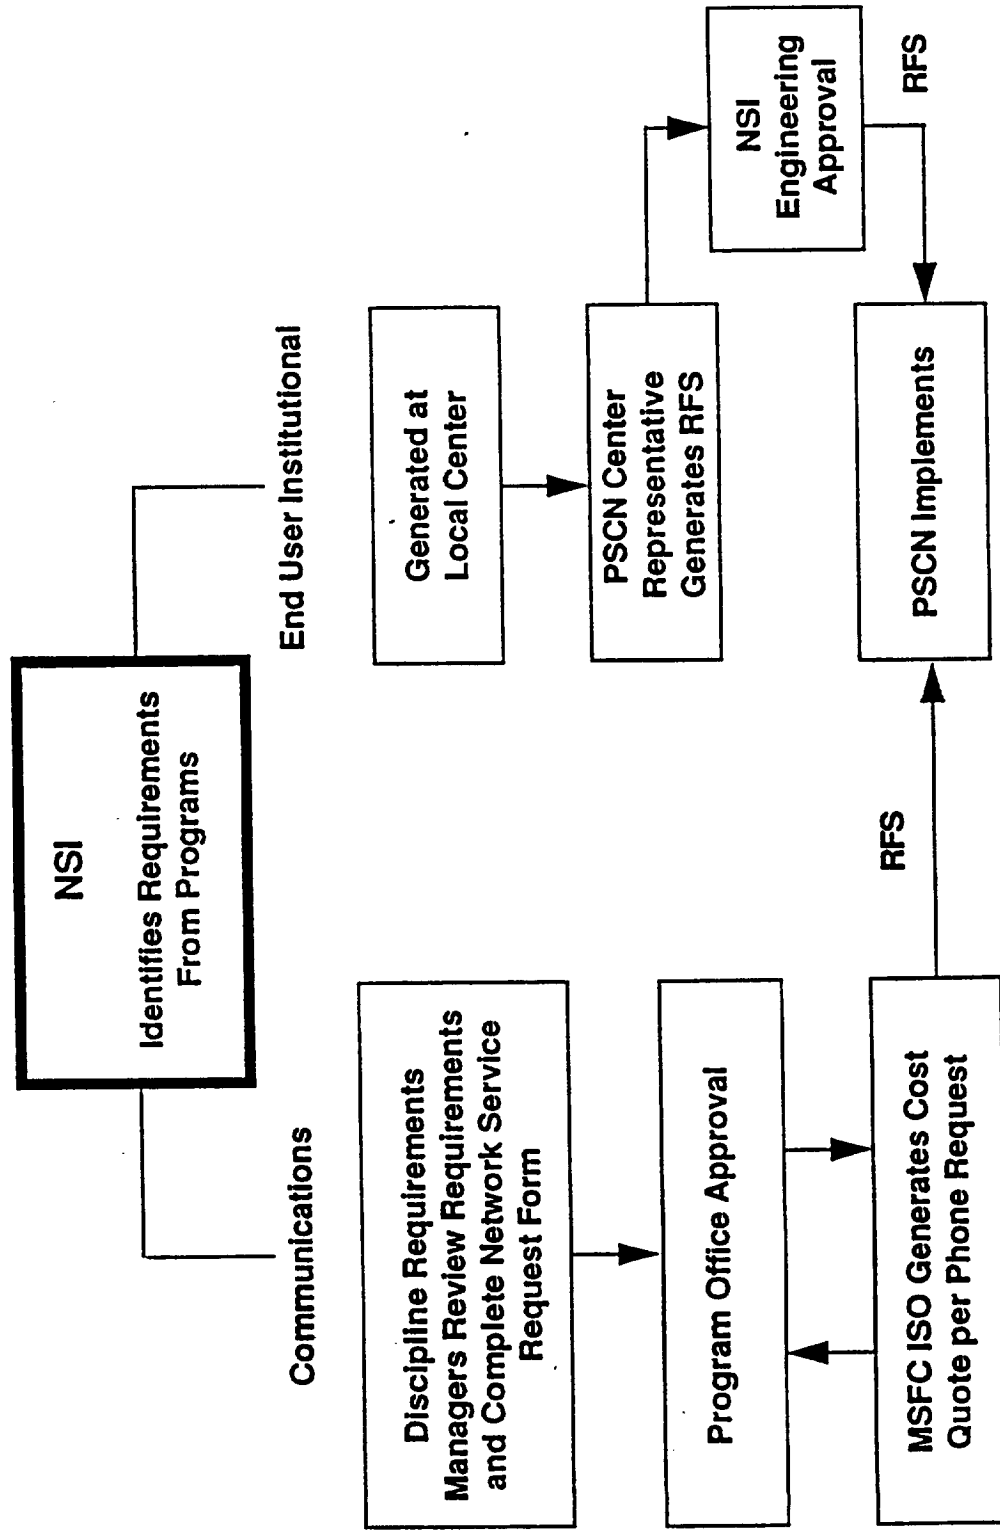 NSI
Identifies Requirements
From Programs
Communications
End User Institutional
Discipline Requirements
Managers Review Requirements
and Complete Network Service
Request Form
Program Office Approval
MSFC ISO Generates Cost
Quote per Phone Request
RFS
Generated at
Local Center
PSCN Center
Representative
Generates RFS
NSI
Engineering
Approval
RFS
PSCN Implements